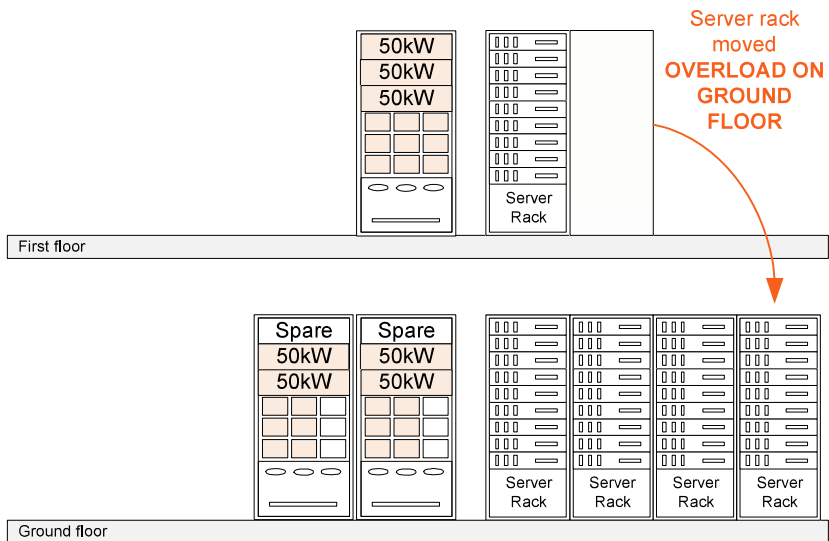 Server rack
moved
OVERLOAD ON
GROUND
FLOOR
50kW
50kW
50kW
Server
Rack
First floor
Spare
50kW
50kW
Spare
50kW
50kW
Server
Rack
Server
Rack
Server
Rack
Server
Rack
Ground floor